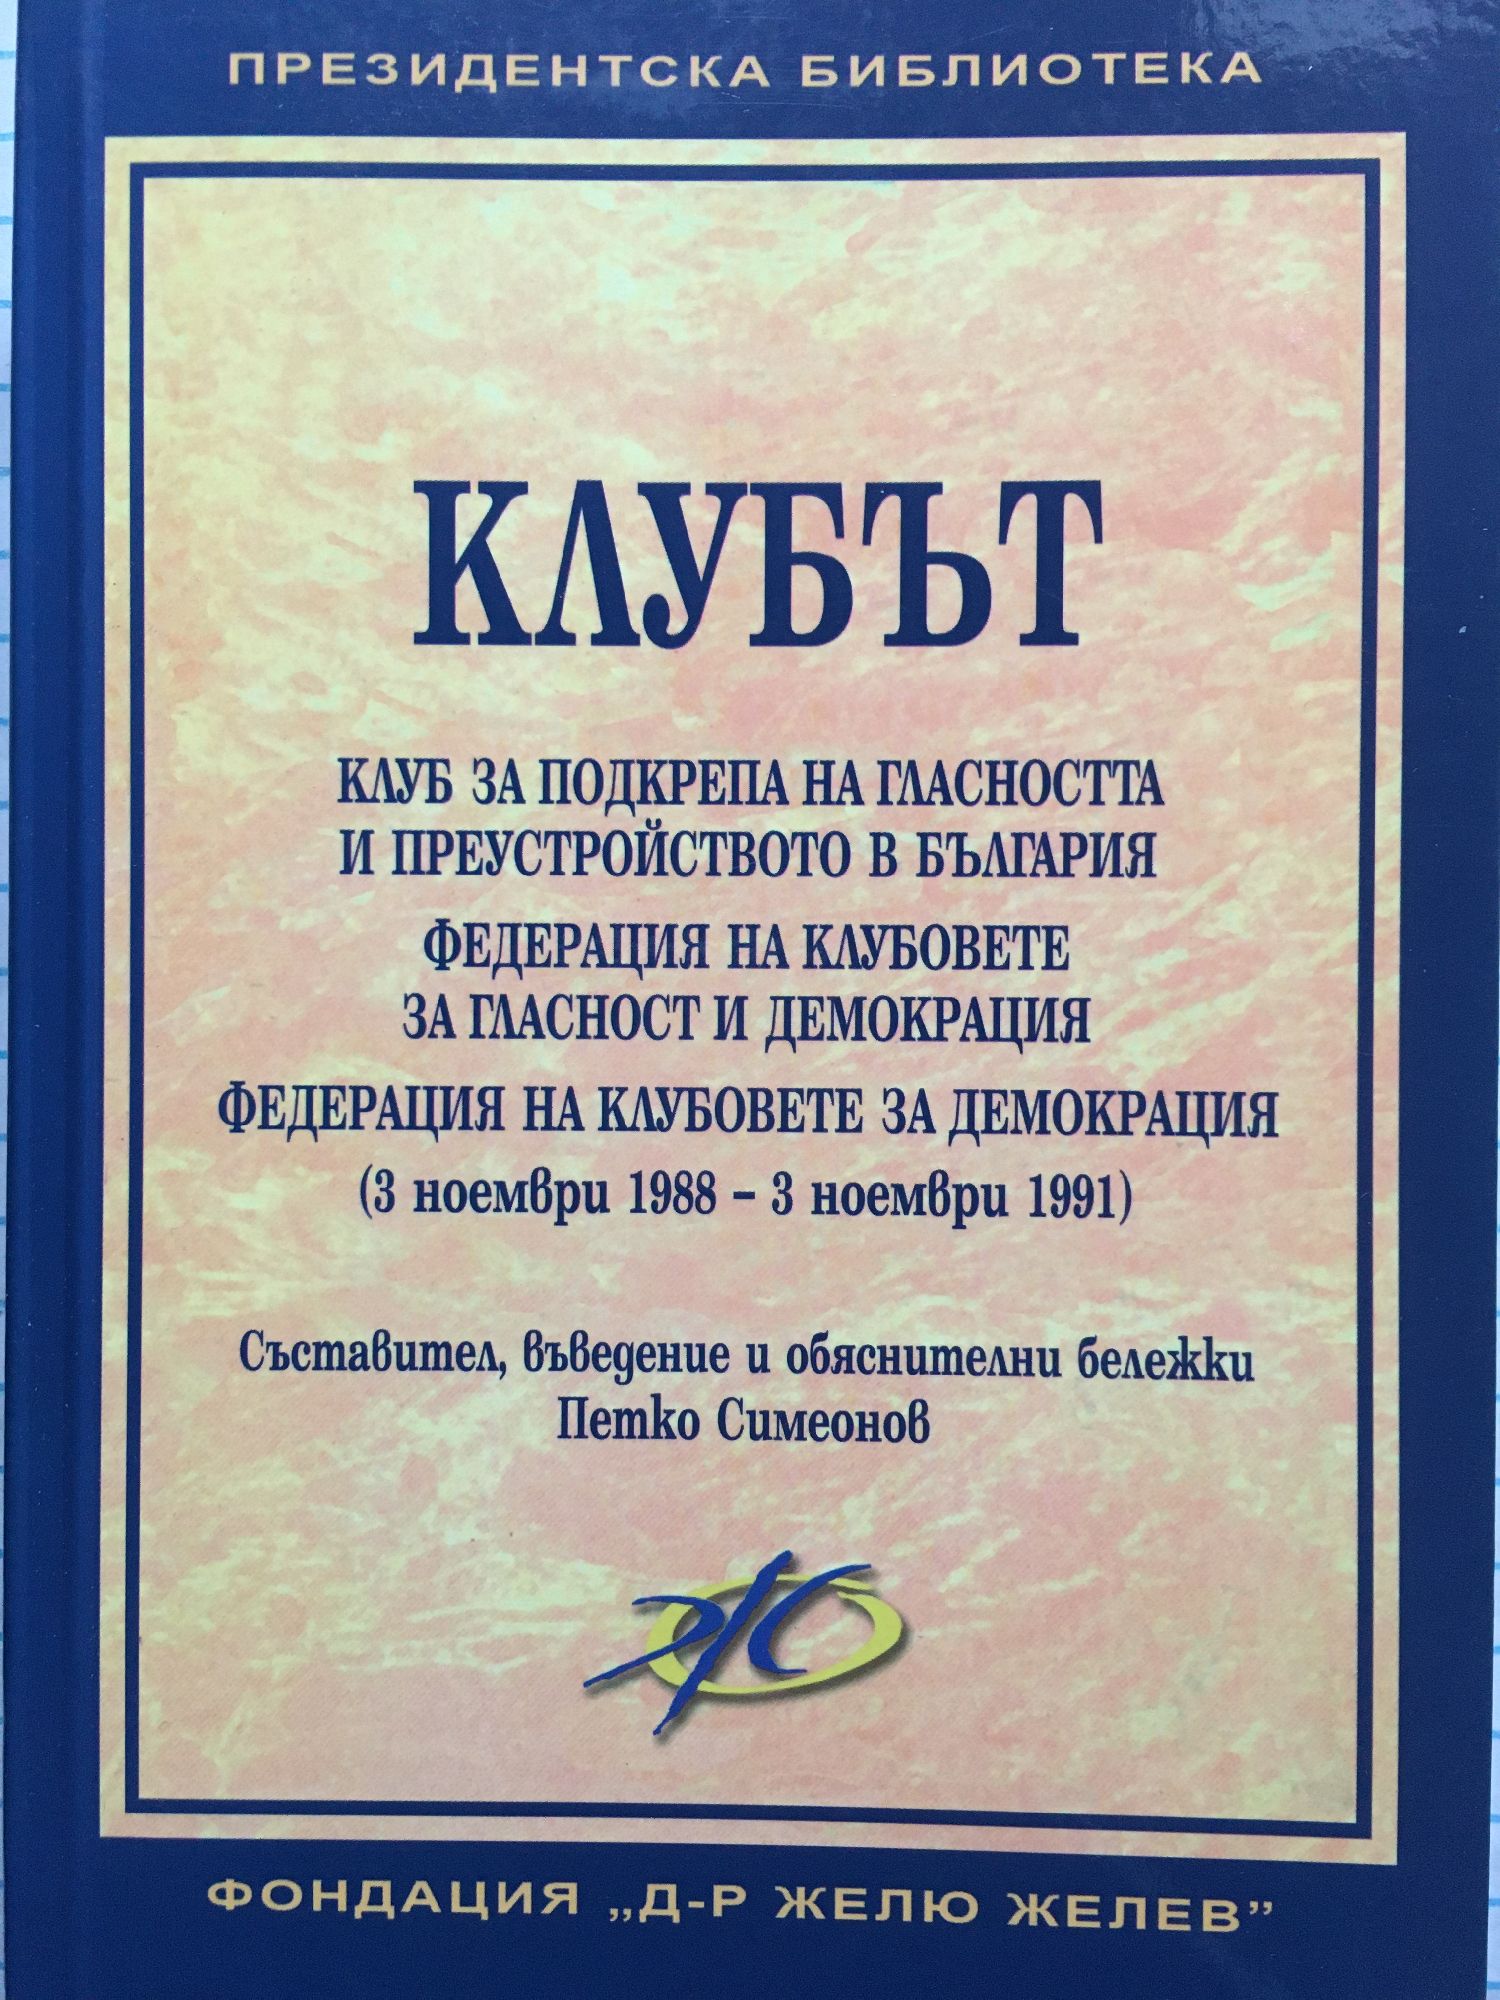 ПРЕЗИДЕНТСКА БИБЛИОТЕКА
КЛУБЪТ
КЛУБ ЗА ПОДКРЕПА НА ГЛАСНОСТТА
И ПРЕУСТРОЙСТВОТО В БЪЛГАРИЯ
ФЕДЕРАЦИЯ НА КЛУБОВЕТЕ
ЗА ГЛАСНОСТ И ДЕМОКРАЦИЯ
ФЕДЕРАЦИЯ НА КЛУБОВЕТЕ ЗА ДЕМОКРАЦИЯ
(3 ноември 1988 – 3 ноември 1991)
Съставител, въведение и обяснителни бележки
Петко Симеонов
ФОНДАЦИЯ „Д-Р ЖЕЛЮ ЖЕЛЕВ”